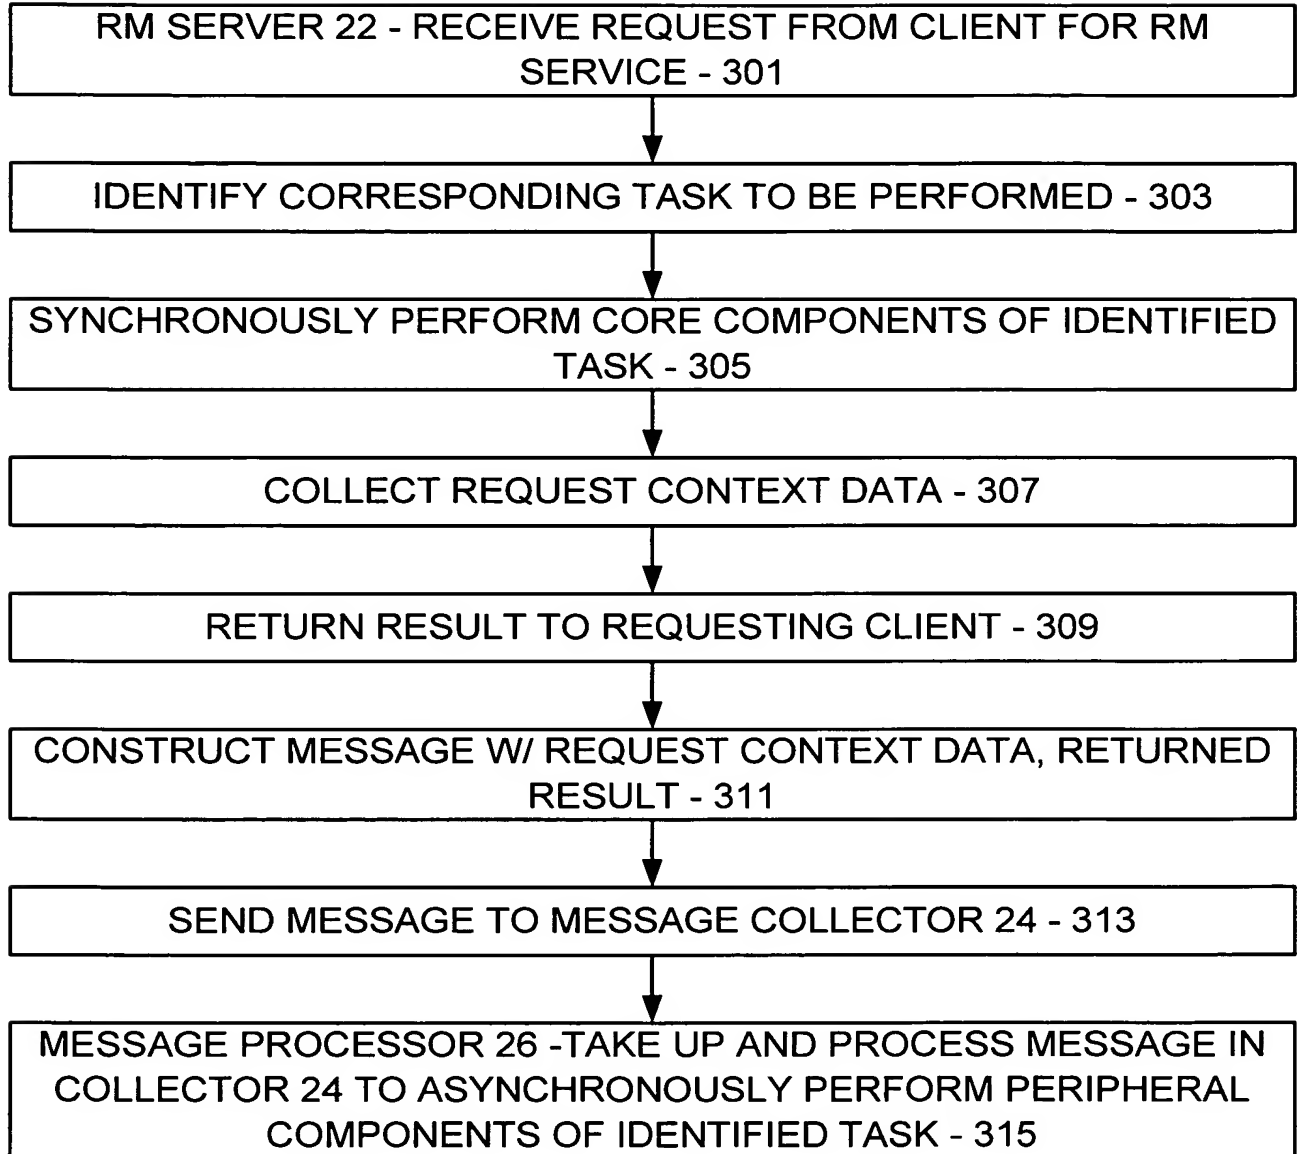 RM SERVER 22 - RECEIVE REQUEST FROM CLIENT FOR RM
SERVICE - 301
IDENTIFY CORRESPONDING TASK TO BE PERFORMED - 303
SYNCHRONOUSLY PERFORM CORE COMPONENTS OF IDENTIFIED
TASK - 305
COLLECT REQUEST CONTEXT DATA - 307
RETURN RESULT TO REQUESTING CLIENT - 309
CONSTRUCT MESSAGE W/ REQUEST CONTEXT DATA, RETURNED
RESULT - 311
SEND MESSAGE TO MESSAGE COLLECTOR 24 - 313
MESSAGE PROCESSOR 26 -TAKE UP AND PROCESS MESSAGE IN
COLLECTOR 24 TO ASYNCHRONOUSLY PERFORM PERIPHERAL
COMPONENTS OF IDENTIFIED TASK - 315